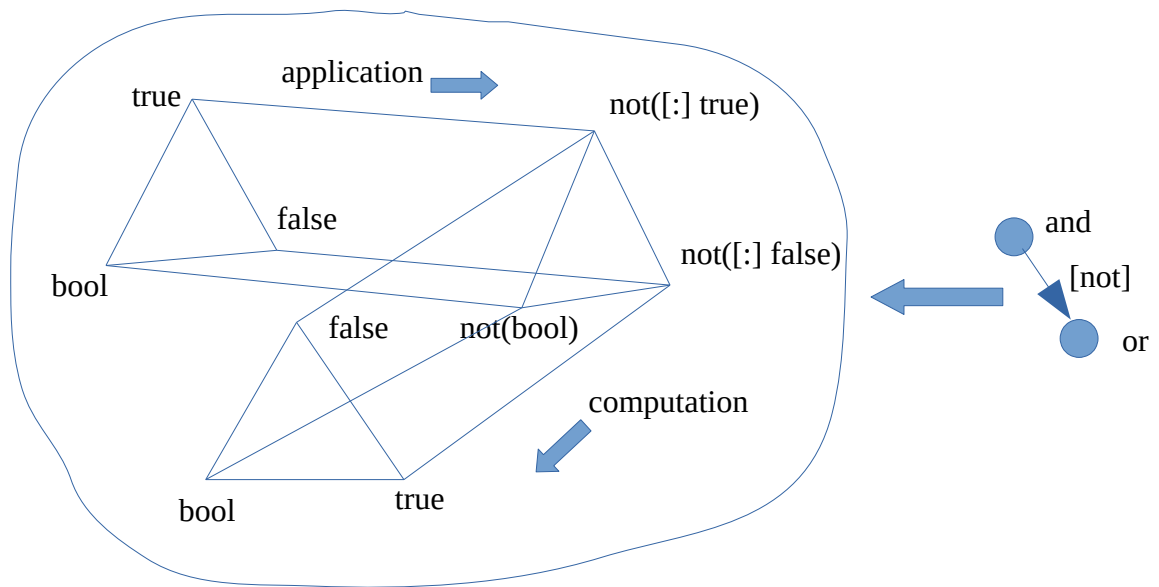 application
true
not([:] true)
false
and
not([:] false)
[not]
bool
false
not(bool)
or
computation
bool
true